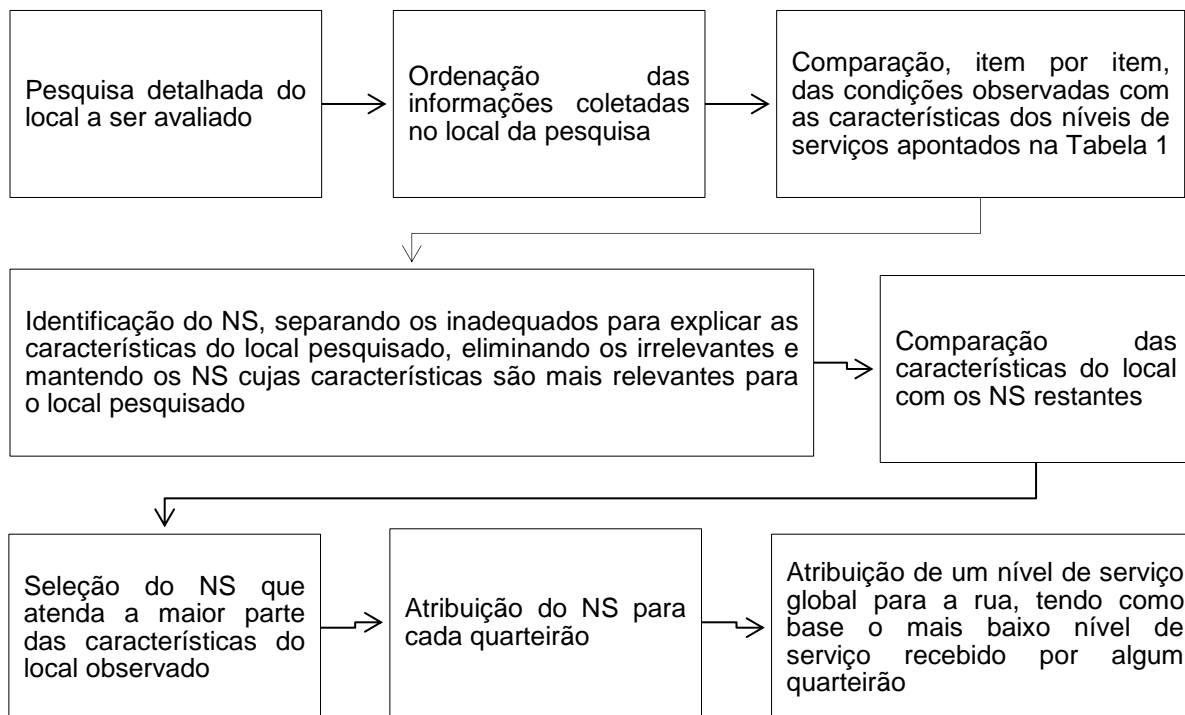 Pesquisa detalhada do
local a ser avaliado
Ordenação das
informações coletadas
no local da pesquisa
Comparação, item por item,
das condições observadas com
as características dos níveis de
serviços apontados na Tabela 1
Identificação do NS, separando os inadequados para explicar as
características do local pesquisado, eliminando os irrelevantes e
mantendo os NS cujas características são mais relevantes para
o local pesquisado
Comparação das
características do local
com os NS restantes
Seleção do NS que
atenda a maior parte
das características do
local observado
Atribuição do NS para
cada quarteirão
Atribuição de um nível de serviço
global para a rua, tendo como
base o mais baixo nível de
serviço recebido por algum
quarteirão